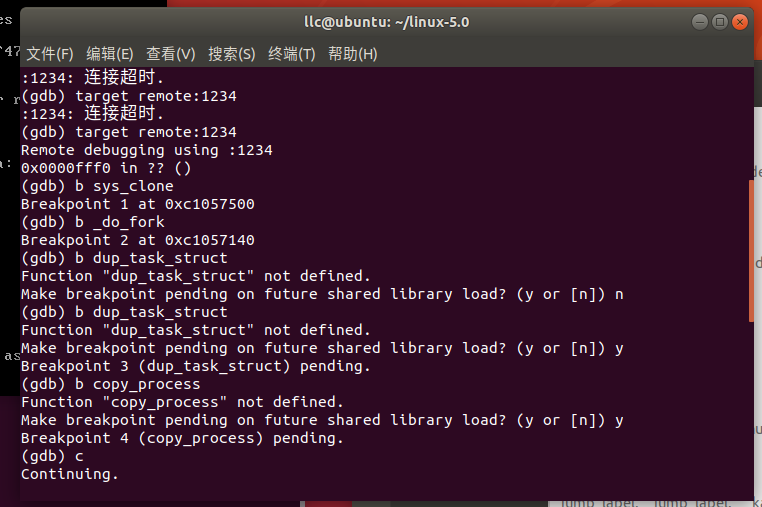 llc@ubuntu: ~/linux-5.0
文件(F) 编辑(E) 查看(V) 搜索(S) 终端(T) 帮助(H)
:1234: 连接超时.
(gdb) target remote:1234
:1234: 连接超时.
(gdb) target remote:1234
Remote debugging using :1234
0x0000fff0 in ?? ()
(gdb) b sys_clone
Breakpoint 1 at 0xc1057500
(gdb) b _do_fork
Breakpoint 2 at 0xc1057140
(gdb) b dup_task_struct
Function "dup_task_struct" not defined.
Make breakpoint pending on future shared library load? (y or [n]) n
(gdb) b dup_task_struct
Function "dup_task_struct" not defined.
Make breakpoint pending on future shared library load? (y or [n]) y
Breakpoint 3 (dup_task_struct) pending.
(gdb) b copy_process
Function "copy_process" not defined.
Make breakpoint pending on future shared library load? (y or [n]) y
Breakpoint 4 (copy_process) pending.
(gdb) c
Continuing.